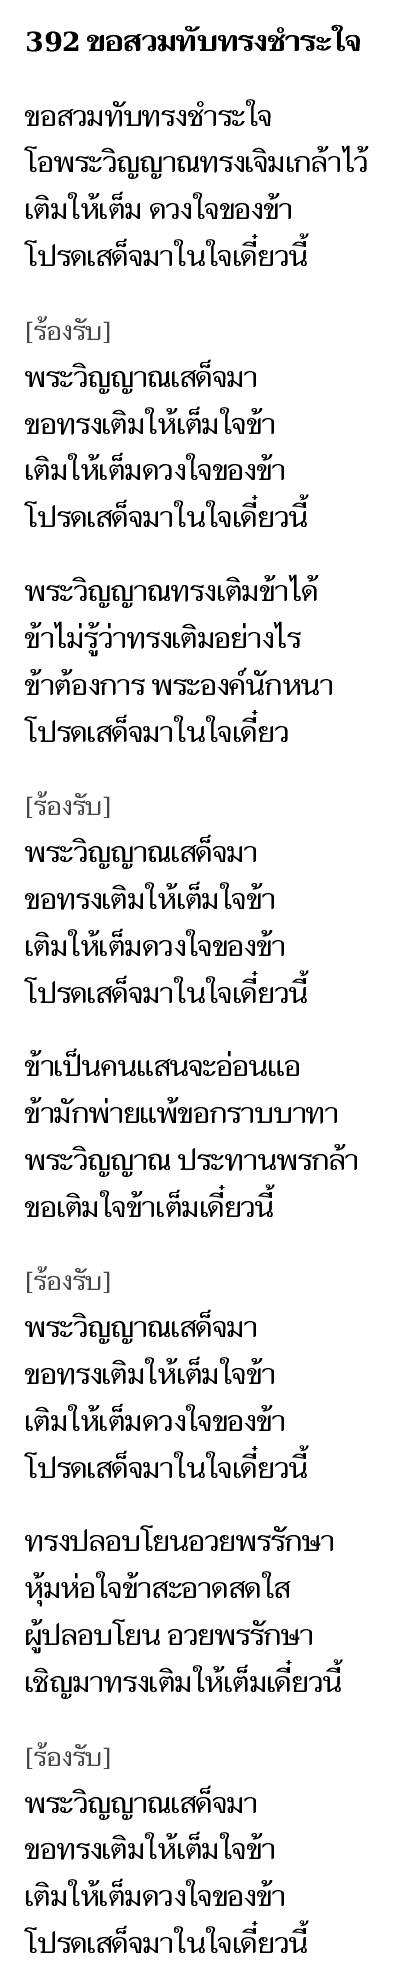 392 ขอสวมทับทรงชำระใจ
ขอสวมทับทรงชำระใจ
โอพระวิญญาณทรงเจิมเกล้าไว้
เติมให้เต็ม ดวงใจของข้า
โปรดเสด็จมาในใจเดี๋ยวนี้
[ร้องรับ]
พระวิญญาณเสด็จมา
ขอทรงเติมให้เต็มใจข้า
เติมให้เต็มดวงใจของข้า
โปรดเสด็จมาในใจเดี๋ยวนี้
พระวิญญาณทรงเติมข้าได้
ข้าไม่รู้ว่าทรงเติมอย่างไร
ข้าต้องการ พระองค์นักหนา
โปรดเสด็จมาในใจเดี๋ยว
[ร้องรับ]
พระวิญญาณเสด็จมา
ขอทรงเติมให้เต็มใจข้า
เติมให้เต็มดวงใจของข้า
โปรดเสด็จมาในใจเดี๋ยวนี้
ข้าเป็นคนแสนจะอ่อนแอ
ข้ามักพ่ายแพ้ขอกราบบาทา
พระวิญญาณ ประทานพรกล้า
ขอเติมใจข้าเต็มเดี๋ยวนี้
[ร้องรับ]
พระวิญญาณเสด็จมา
ขอทรงเติมให้เต็มใจข้า
เติมให้เต็มดวงใจของข้า
โปรดเสด็จมาในใจเดี๋ยวนี้
ทรงปลอบโยนอวยพรรักษา
หุ้มห่อใจข้าสะอาดสดใส
ผู้ปลอบโยน อวยพรรักษา
เชิญมาทรงเติมให้เต็มเดี๋ยวนี้
[ร้องรับ]
พระวิญญาณเสด็จมา
ขอทรงเติมให้เต็มใจข้า
เติมให้เต็มดวงใจของข้า
โปรดเสด็จมาในใจเดี๋ยวนี้